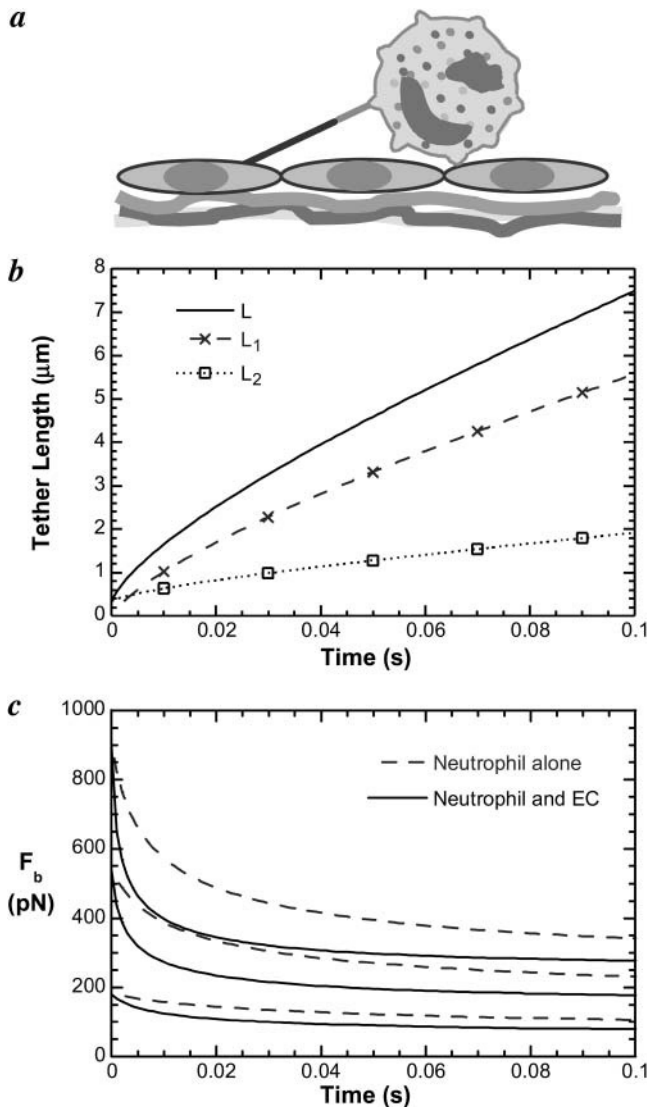 a
b
8
7
6
5
4
3
2
1
0
Tether Length (μm)
L
L1
L2
0 0.02 0.04 0.06 0.08 0.1
Time (s)
c
1000
800
600
400
200
0
Fb
(pN)
Neutrophil alone
Neutrophil and EC
0 0.02 0.04 0.06 0.08 0.1
Time (s)